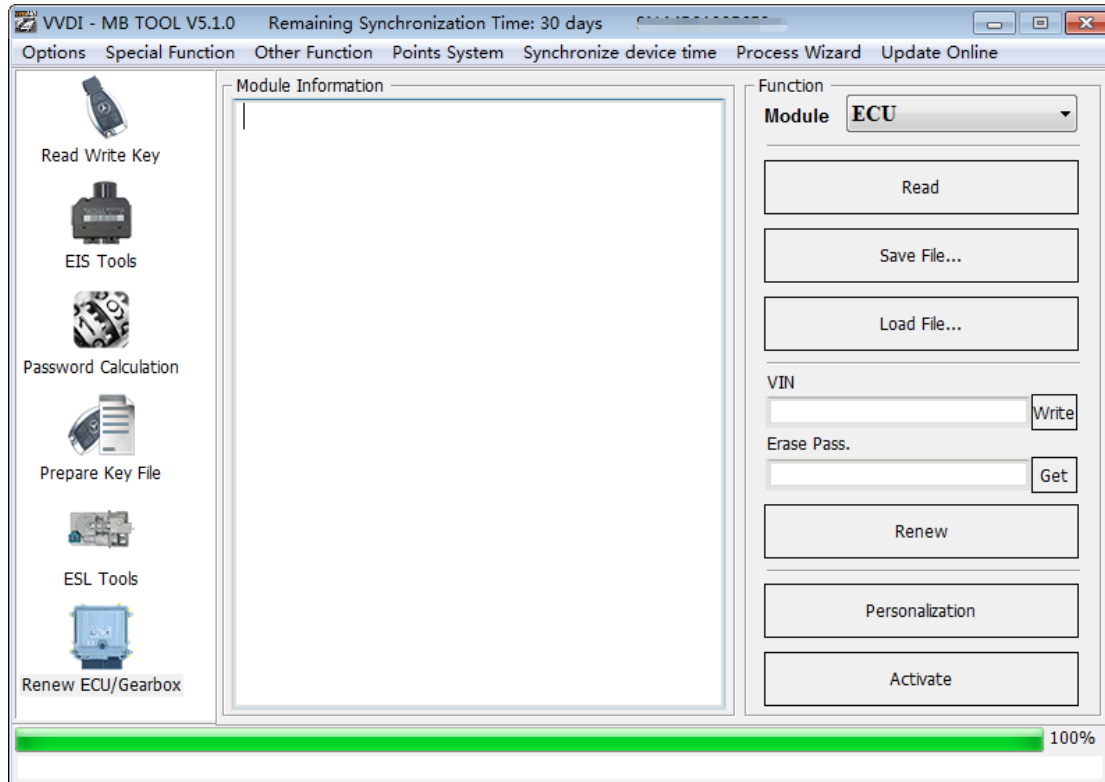 VVDI - MB TOOL V5.1.0 Remaining Synchronization Time: 30 days
Options Special Function Other Function Points System Synchronize device time Process Wizard Update Online
Read Write Key
EIS Tools
Password Calculation
Prepare Key File
ESL Tools
Renew ECU/Gearbox
Module Information
Function
Module ECU
Read
Save File...
Load File...
VIN
Write
Erase Pass.
Get
Renew
Personalization
Activate
100%